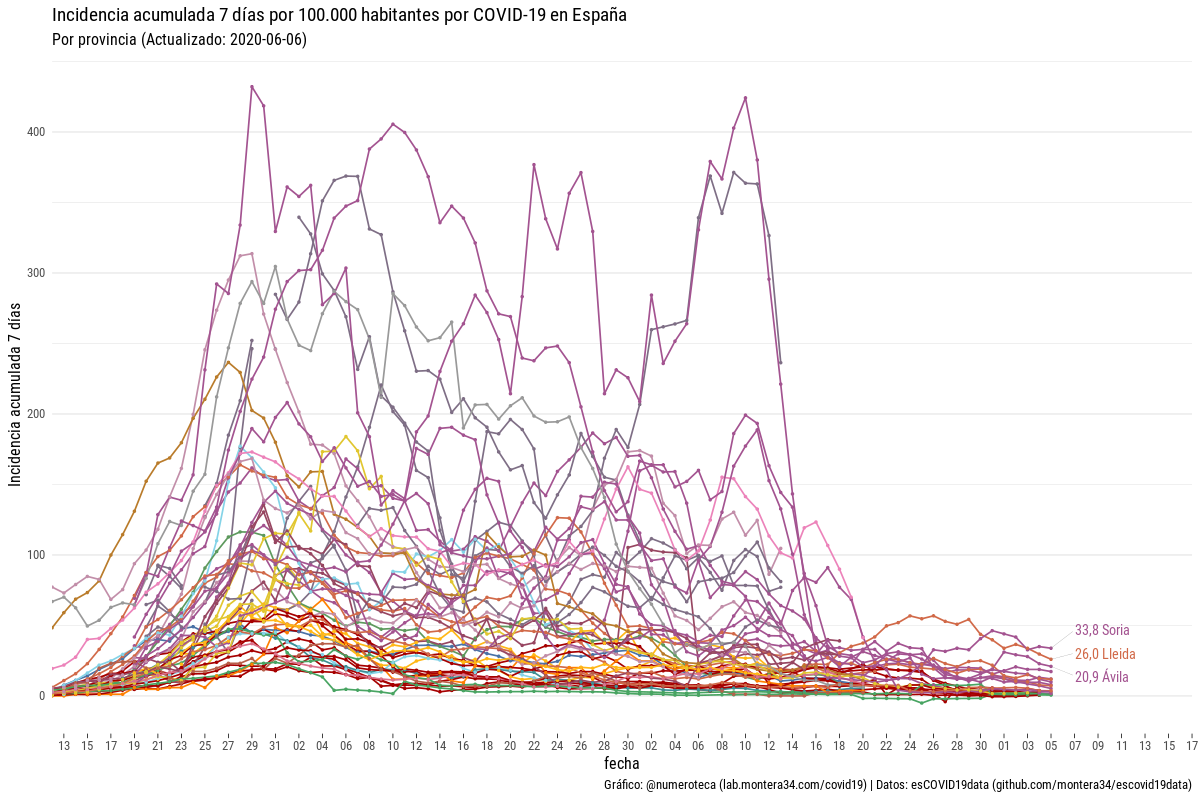 Incidencia acumulada 7 días por 100.000 habitantes por COVID-19 en España
Por provincia (Actualizado: 2020-06-06)
Incidencia acumulada 7 días
400
300
200
100
0
33,8 Soria
26,0 Lleida
20,9 Ávila
13 15 17 19 21 23 25 27 29 31 02 04 06 08 10 12 14 16 18 20 22 24 26 28 30 02 04 06 08 10 12 14 16 18 20 22 24 26 28 30 01 03 05 07 09 11 13 15 17
fecha
Gráfico: @numeroteca (lab.montera34.com/covid19) | Datos: esCOVID19data (github.com/montera34/escovid19data)